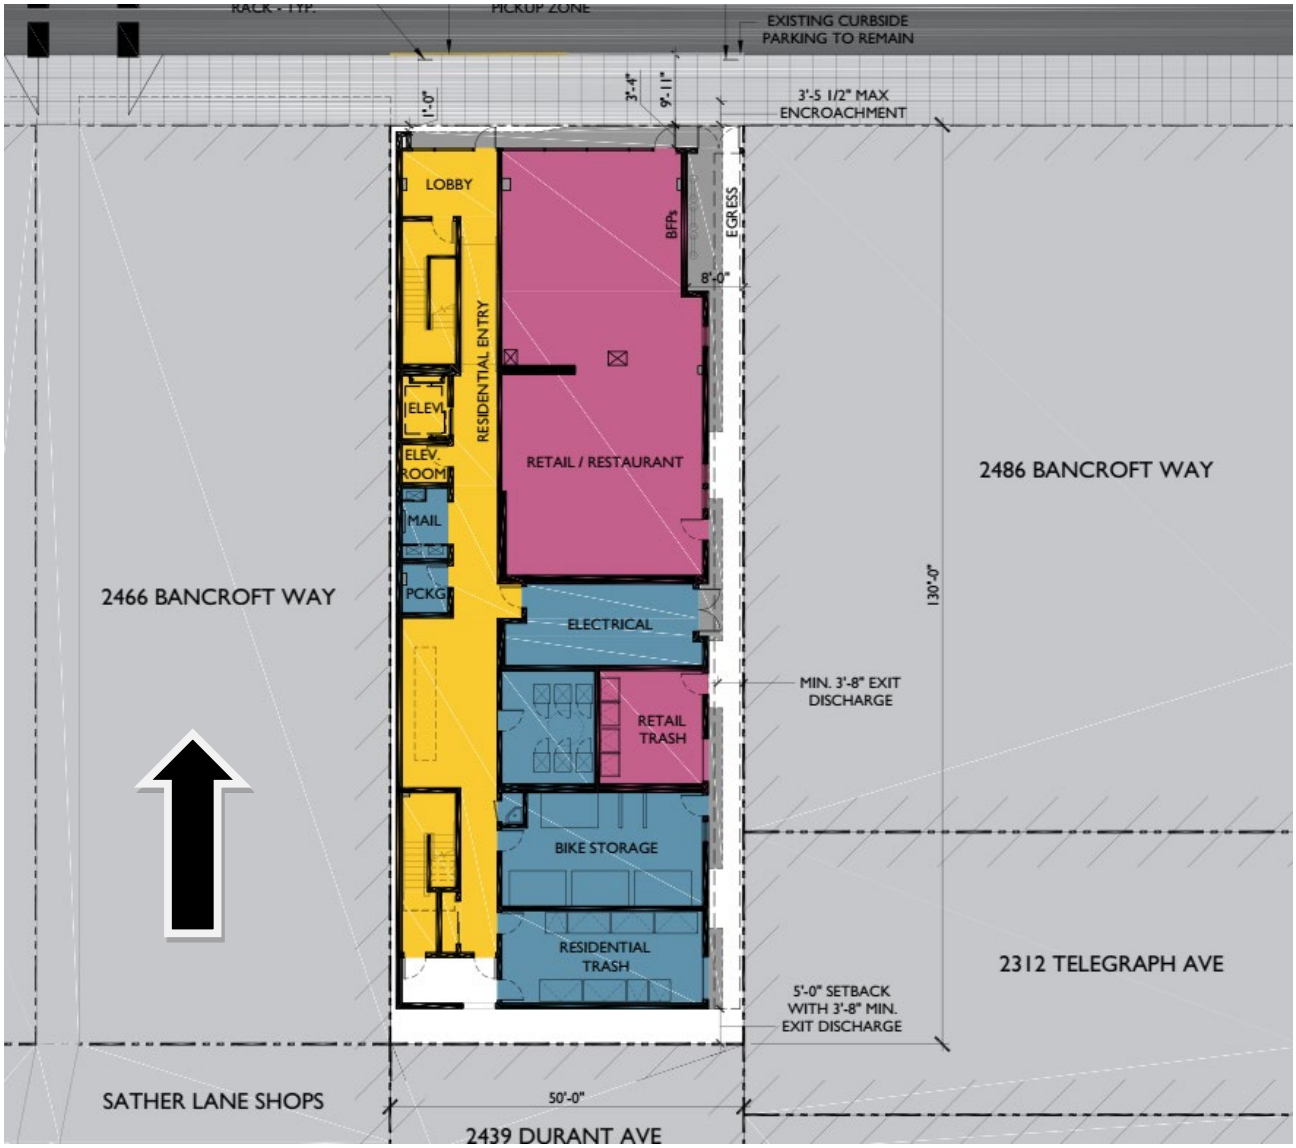 RACK - TYP.
PICKUP ZONE
EXISTING CURBSIDE
PARKING TO REMAIN
1'-0"
3'-4"
9'-11"
3'-5 1/2" MAX
ENCROACHMENT
LOBBY
BFPs
EGRESS
8'-0"
RESIDENTIAL ENTRY
ELEV.
ELEV.
ROOM
RETAIL / RESTAURANT
2486 BANCROFT WAY
MAIL
2466 BANCROFT WAY
PCKG
ELECTRICAL
130'-0"
MIN. 3'-8" EXIT
DISCHARGE
RETAIL
TRASH
BIKE STORAGE
RESIDENTIAL
TRASH
2312 TELEGRAPH AVE
5'-0" SETBACK
WITH 3'-8" MIN.
EXIT DISCHARGE
SATHER LANE SHOPS
50'-0"
2439 DURANT AVE